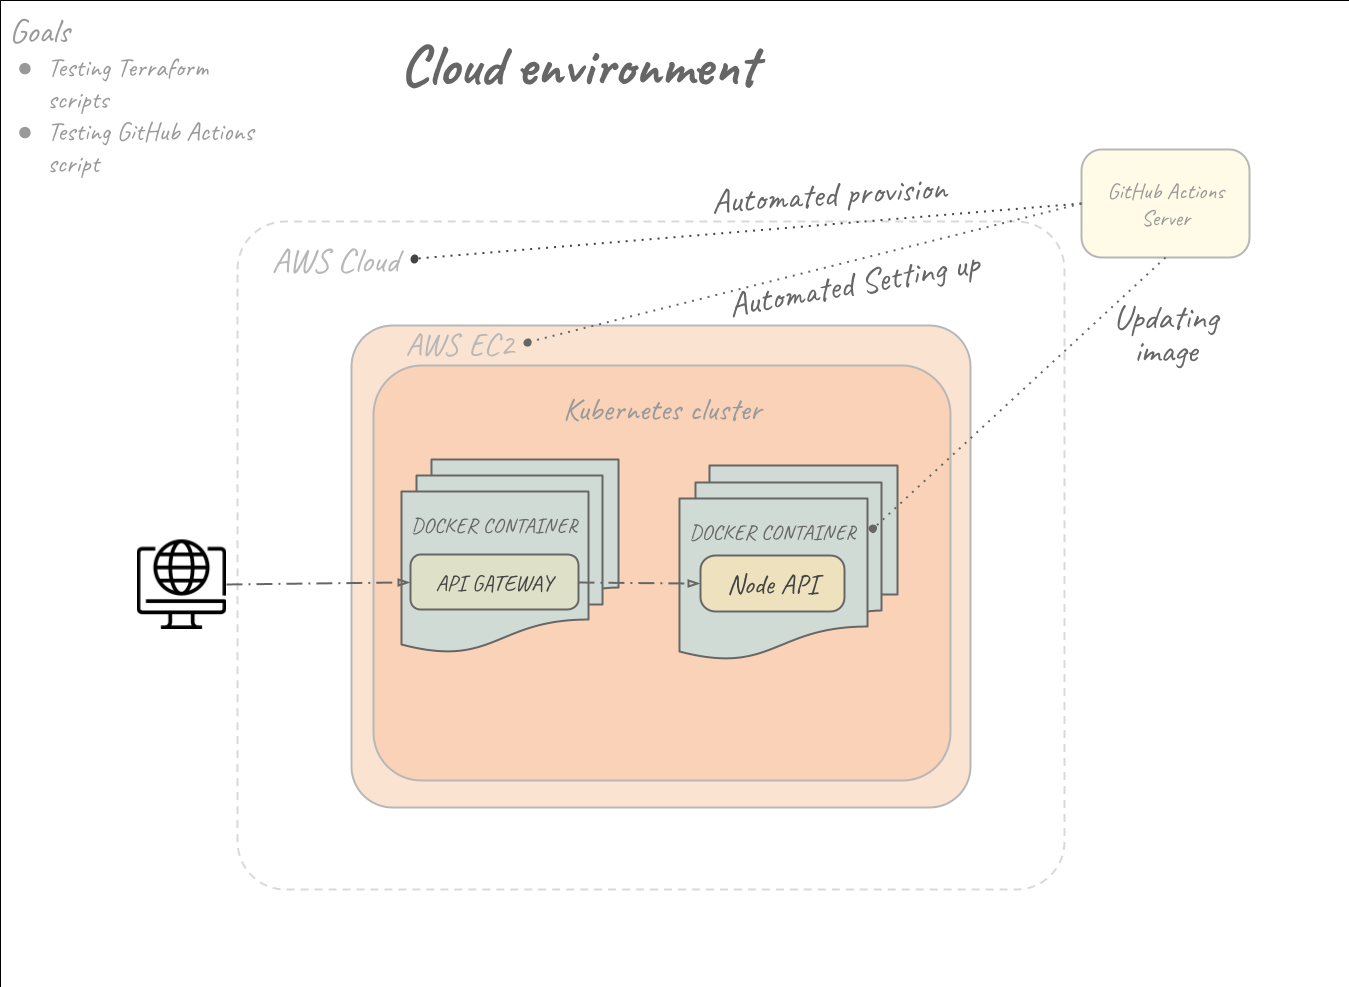 Goals
Testing Terraform
scripts
Testing GitHub Actions
script
Cloud environment
GitHub Actions
Server
Automated provision
AWS Cloud
Automated Setting up
Updating
image
AWS EC2
Kubernetes cluster
DOCKER CONTAINER
API GATEWAY
DOCKER CONTAINER
Node API